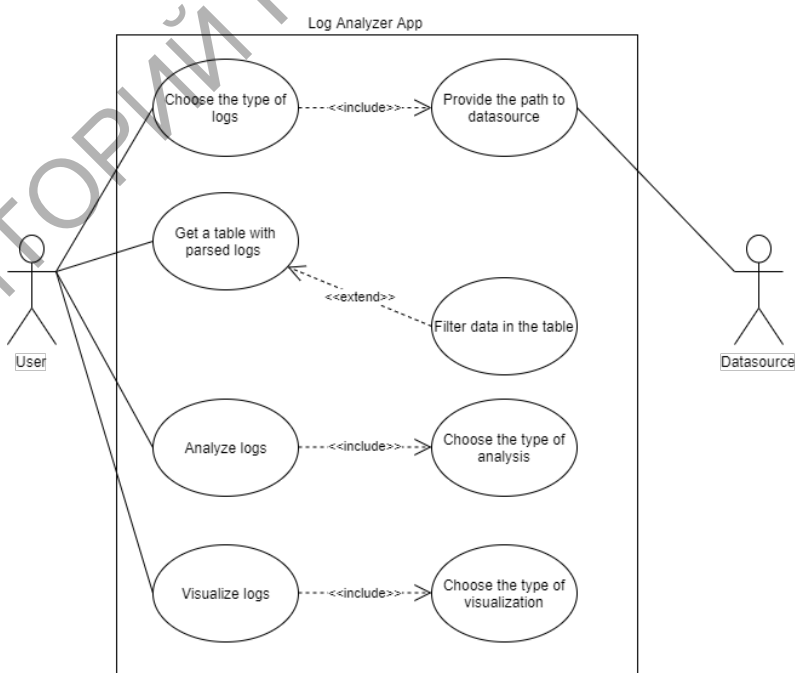 Log Analyzer App
Choose the type of
logs
<<include>>
Provide the path to
datasource
Get a table with
parsed logs
<<extend>>
Filter data in the table
User
Datasource
Analyze logs
<<include>>
Choose the type of
analysis
Visualize logs
<<include>>
Choose the type of
visualization